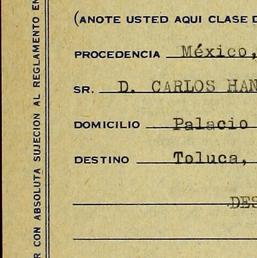 (ANOTE USTED AQUI CLASE D
PROCEDENCIA México,
SR. D. CARLOS HAN
DOMICILIO Palacio
DESTINO Toluca,
DES
R CON ABSOLUTA SUJECIÓN AL REGLAMENTO EN